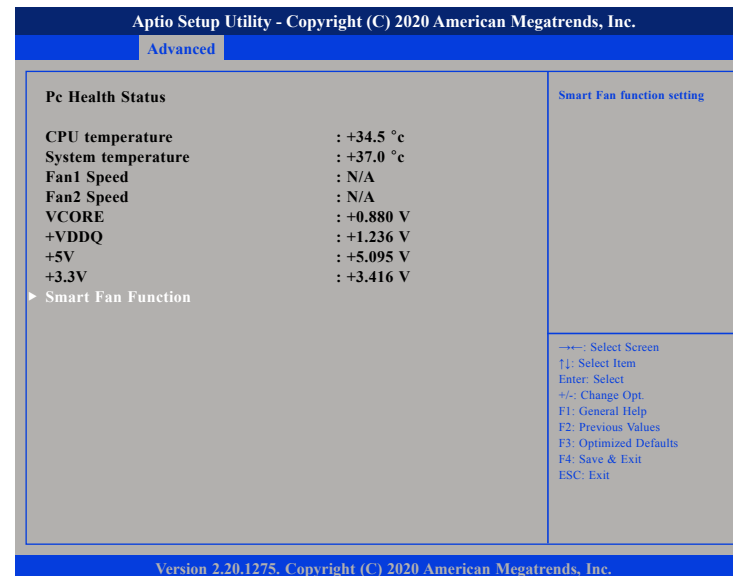 Aptio Setup Utility - Copyright (C) 2020 American Megatrends, Inc.
Advanced
Pc Health Status
CPU temperature : +34.5 °c
System temperature : +37.0 °c
Fan1 Speed : N/A
Fan2 Speed : N/A
VCORE : +0.880 V
+VDDQ : +1.236 V
+5V : +5.095 V
+3.3V : +3.416 V
▶ Smart Fan Function
Smart Fan function setting
→←: Select Screen
↑↓: Select Item
Enter: Select
+/-: Change Opt.
F1: General Help
F2: Previous Values
F3: Optimized Defaults
F4: Save & Exit
ESC: Exit
Version 2.20.1275. Copyright (C) 2020 American Megatrends, Inc.